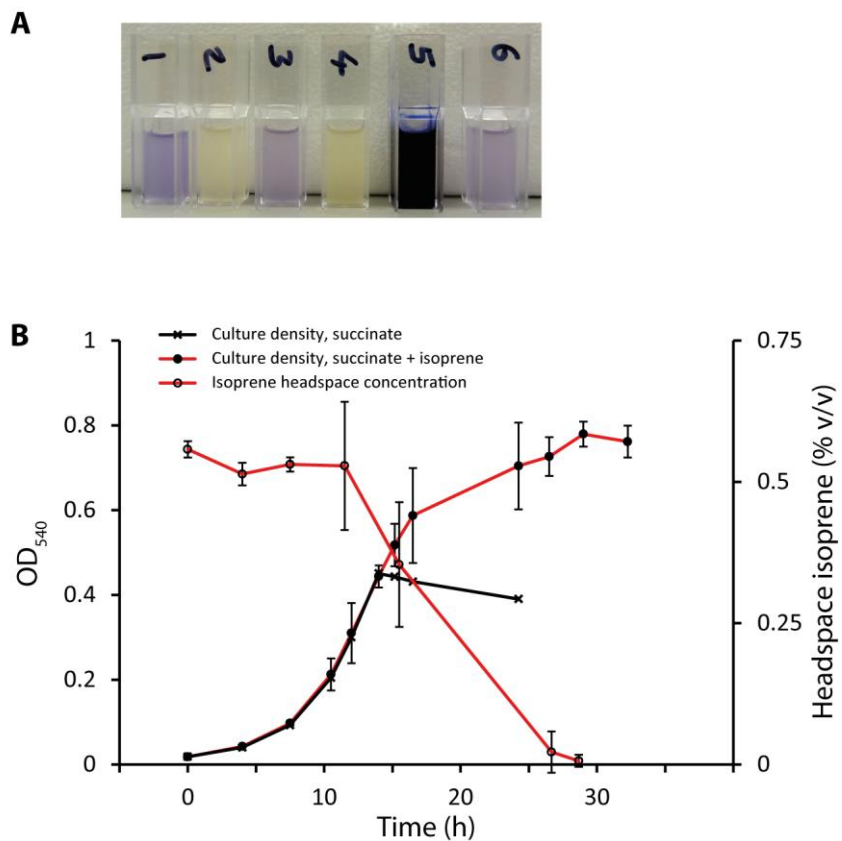 A
1 2 3 4 5 6
B
Culture density, succinate
Culture density, succinate + isoprene
Isoprene headspace concentration
1
0.8
0.6
0.4
0.2
0
OD540
0.75
0.5
0.25
0
Headspace isoprene (% v/v)
0 10 20 30
Time (h)